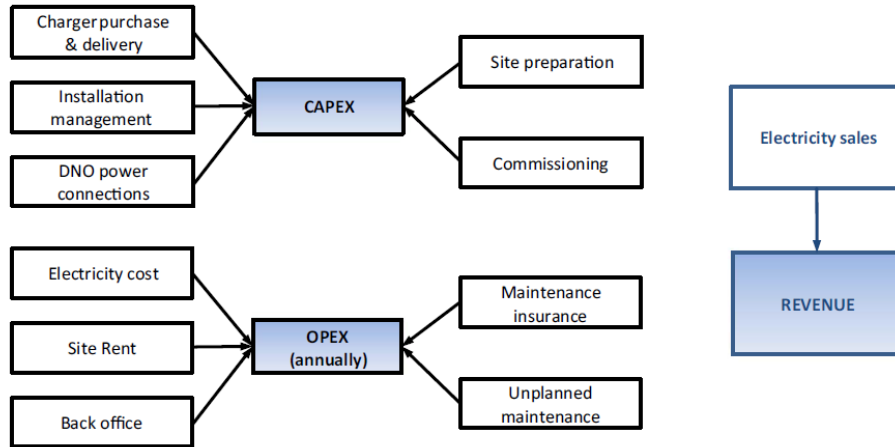 Charger purchase
& delivery
Installation
management
DNO power
connections
CAPEX
Site preparation
Commissioning
Electricity sales
REVENUE
Electricity cost
Site Rent
Back office
OPEX
(annually)
Maintenance
insurance
Unplanned
maintenance